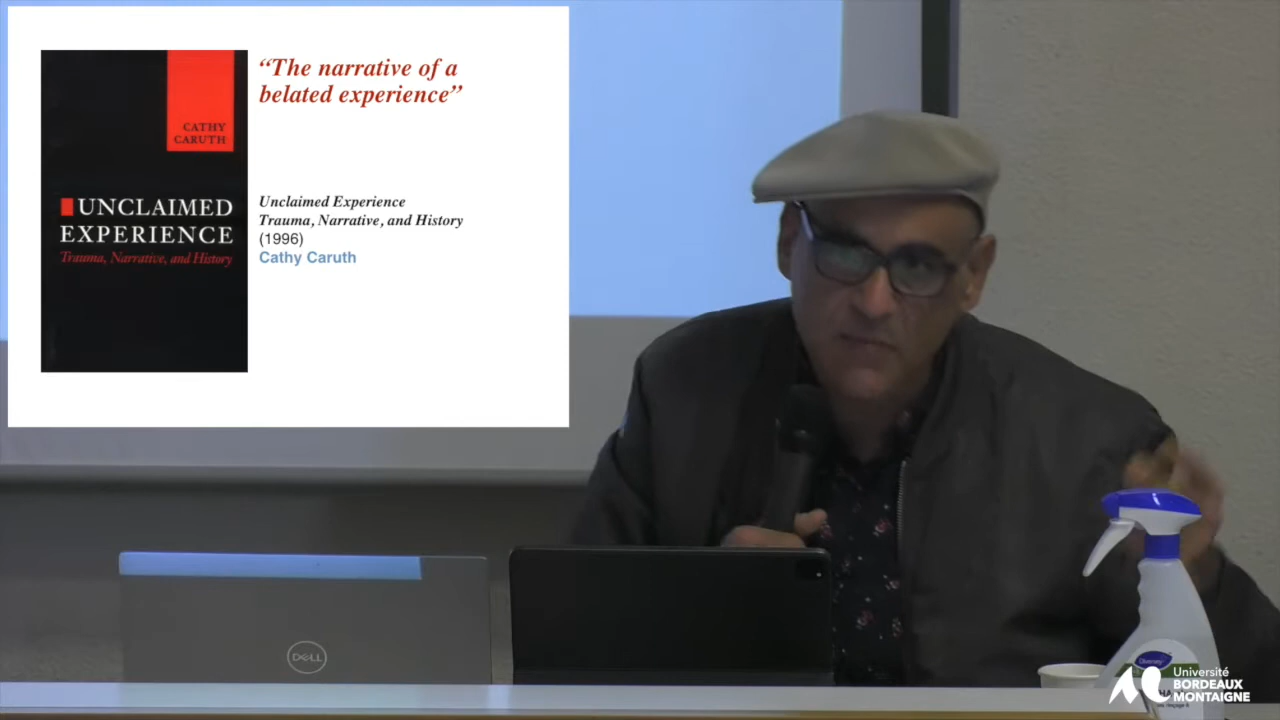 “The narrative of a
belated experience”
CATHY
CARUTH
UNCLAIMED
EXPERIENCE
Trauma, Narrative, and History
Unclaimed Experience
Trauma, Narrative, and History
(1996)
Cathy Caruth
DELL
Diversey
Université
BORDEAUX
MONTAIGNE